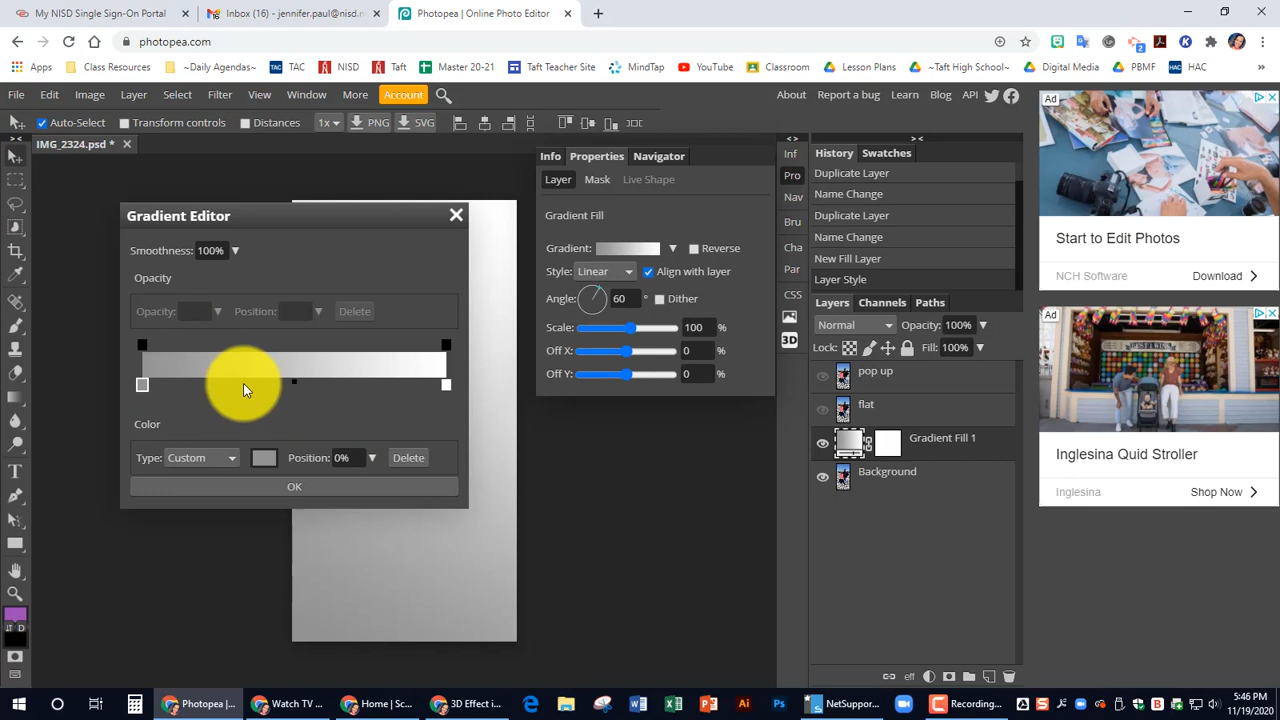 My NISD Single Sign-On Portal
Inbox (16) - jennifer.paul@nisd.n
Photopea | Online Photo Editor
photopea.com
2
Apps
Class Resources
~Daily Agendas~
TAC
NISD
Taft
Master 20-21
Taft Teacher Site
MindTap
YouTube
Classroom
Lesson Plans
~Taft High School~
Digital Media
PBMF
HAC
File
Edit
Image
Layer
Select
Filter
View
Window
More
Account
About
Report a bug
Learn
Blog
API
Auto-Select
Transform controls
Distances
1x
PNG
SVG
IMG_2324.psd *
Info
Properties
Navigator
Layer
Mask
Live Shape
Gradient Fill
Gradient:
Reverse
Style: Linear
Align with layer
Angle: 60 °
Dither
Scale: 100 %
Off X: 0 %
Off Y: 0 %
Gradient Editor
Smoothness: 100%
Opacity
Opacity:
Position:
Delete
Color
Type: Custom
Position: 0%
Delete
OK
Inf
Pro
Nav
Bru
Cha
Par
CSS
3D
History
Swatches
Duplicate Layer
Name Change
Duplicate Layer
Name Change
New Fill Layer
Layer Style
Layers
Channels
Paths
Normal
Opacity: 100%
Lock:
Fill: 100%
pop up
flat
Gradient Fill 1
Background
eff
D
Ad
Start to Edit Photos
NCH Software
Download
Ad
Inglesina Quid Stroller
Inglesina
Shop Now
Photopea |...
Watch TV ...
Home | Sc...
3D Effect i...
NetSuppor...
Recording...
5:46 PM
11/19/2020